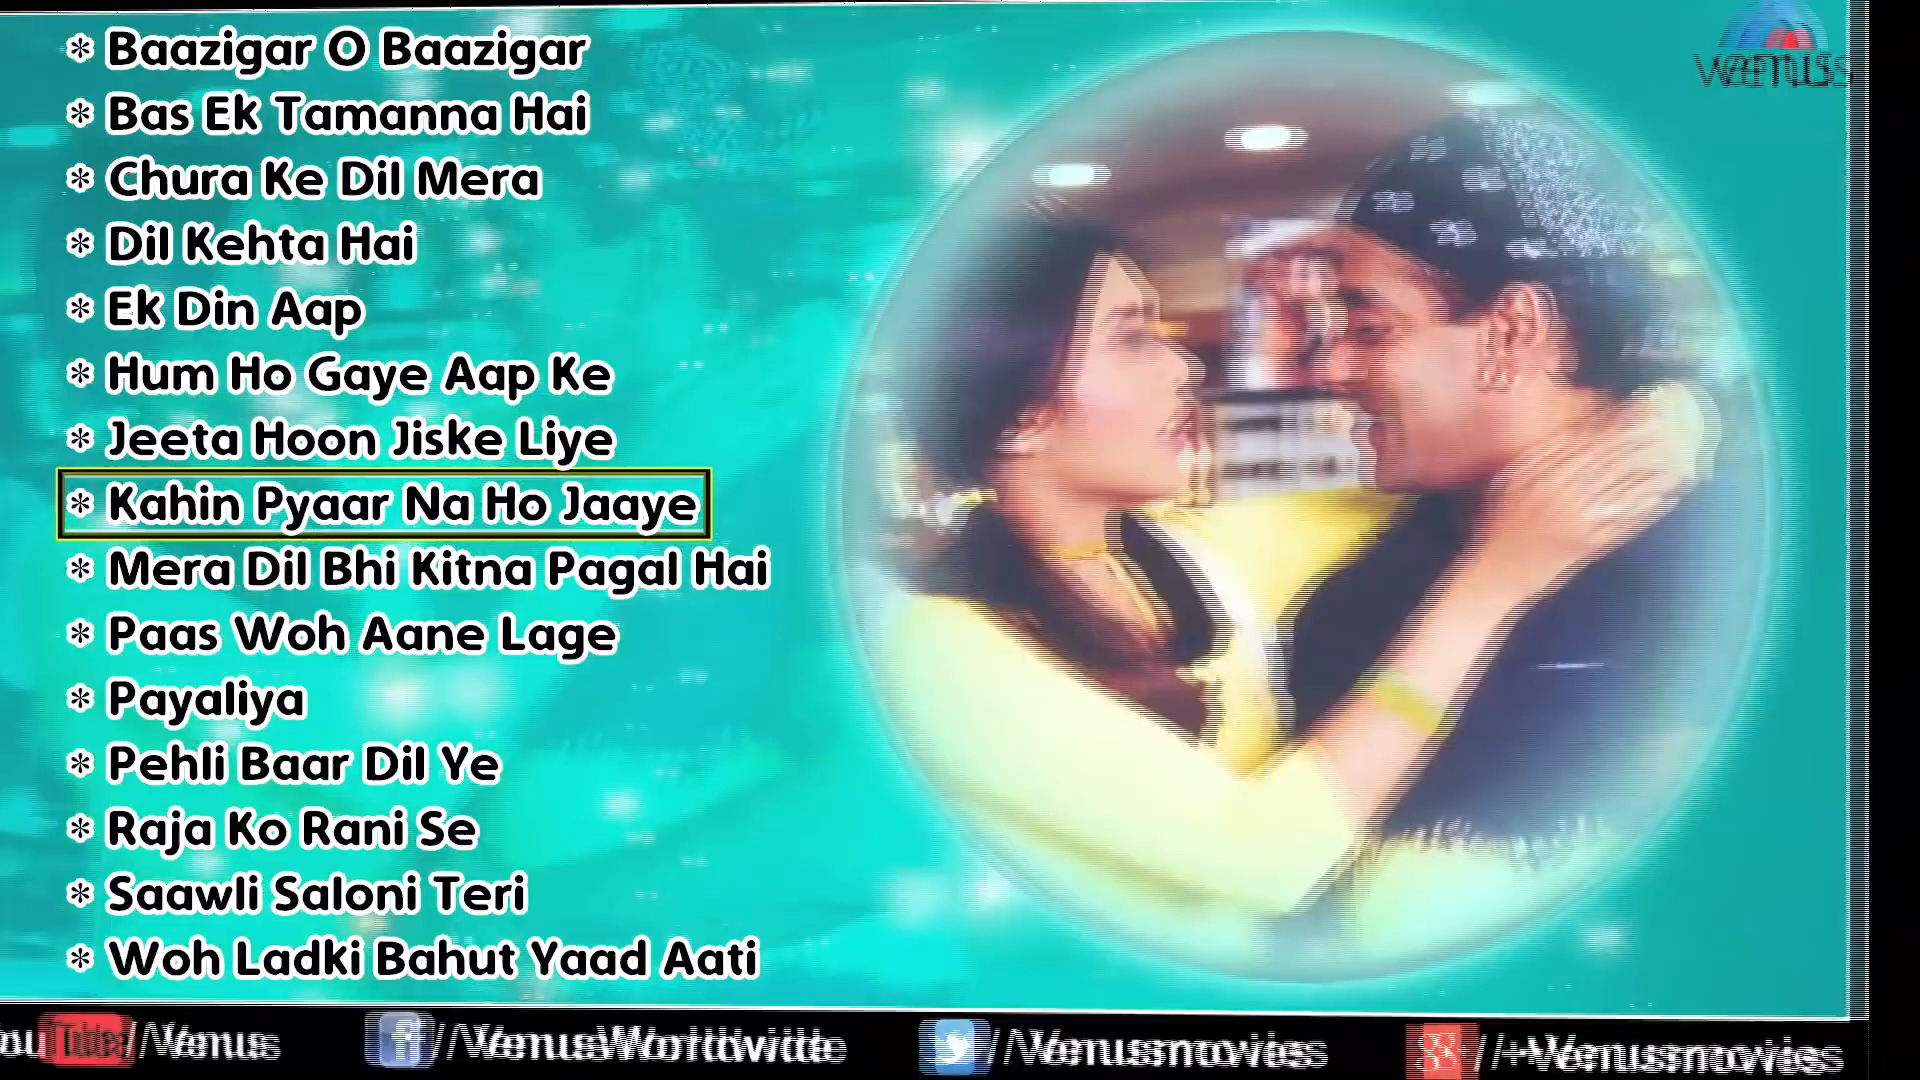 * Baazigar O Baazigar
* Bas Ek Tamanna Hai
* Chura Ke Dil Mera
* Dil Kehta Hai
* Ek Din Aap
* Hum Ho Gaye Aap Ke
* Jeeta Hoon Jiske Liye
* Kahin Pyaar Na Ho Jaaye
* Mera Dil Bhi Kitna Pagal Hai
* Paas Woh Aane Lage
* Payaliya
* Pehli Baar Dil Ye
* Raja Ko Rani Se
* Saawli Saloni Teri
* Woh Ladki Bahut Yaad Aati
VENUS
You Tube /Venus f /VenusWorldwide /Venusmovies g /+Venusmovies